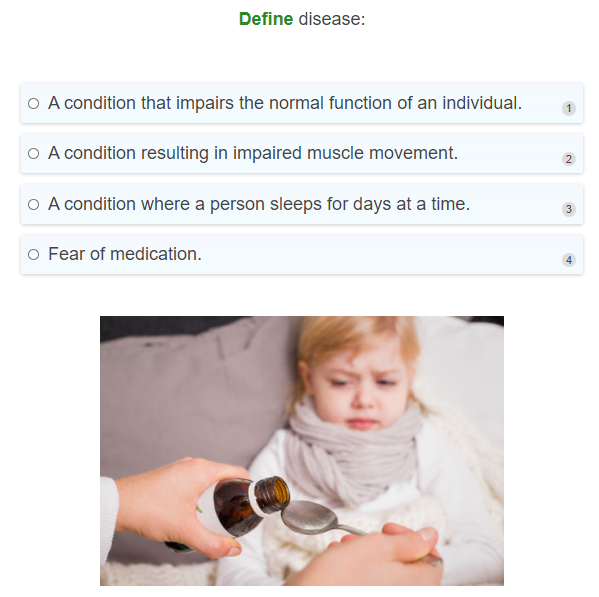 Define disease:
A condition that impairs the normal function of an individual. 1
A condition resulting in impaired muscle movement. 2
A condition where a person sleeps for days at a time. 3
Fear of medication. 4